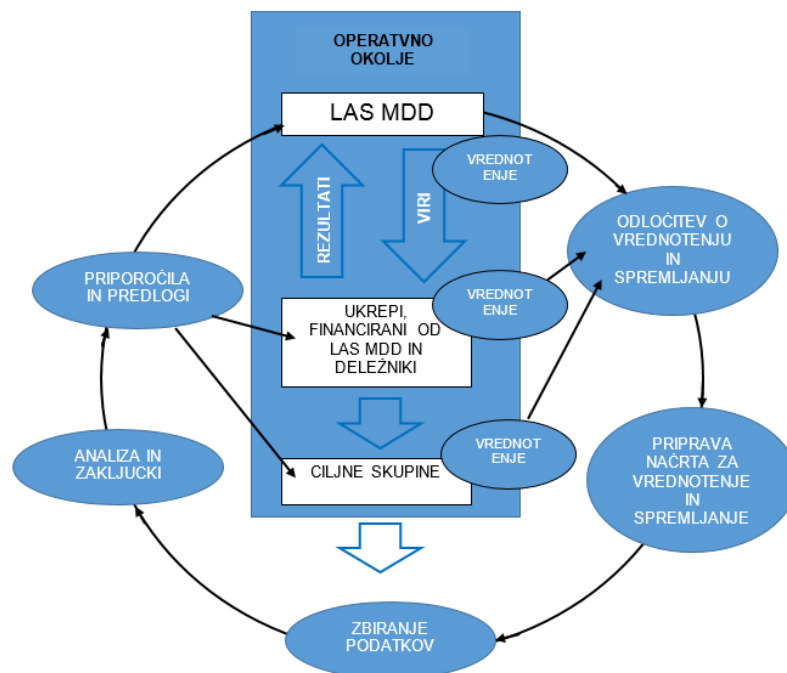 OPERATVNO
OKOLJE
LAS MDD
VREDNOT
ENJE
REZULTATI
VIRI
ODLOČITEV O
VREDNOTENJU
IN
SPREMLJANJU
PRIPOROČILA
IN PREDLOGI
VREDNOT
ENJE
UKREPI,
FINANCIRANI OD
LAS MDD IN
DELEŽNIKI
VREDNOT
ENJE
ANALIZA IN
ZAKLJUCKI
CILJNE SKUPINE
PRIPRAVA
NAČRTA ZA
VREDNOTENJE
IN
SPREMLJANJE
ZBIRANJE
PODATKOV